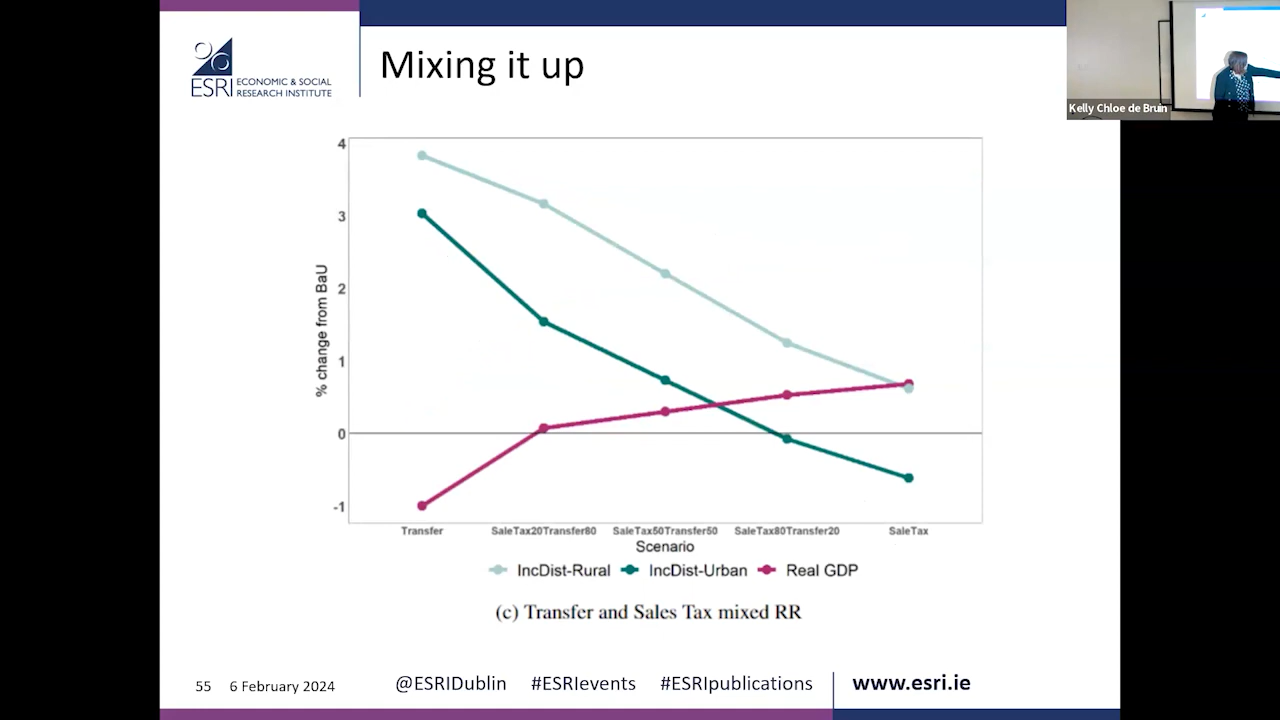 ESRI ECONOMIC & SOCIAL
RESEARCH INSTITUTE
Mixing it up
Kelly Chloe de Bruin
4
3
2
1
0
-1
% change from BaU
Transfer SaleTax20Transfer80 SaleTax50Transfer50 SaleTax80Transfer20 SaleTax
Scenario
IncDist-Rural IncDist-Urban Real GDP
(c) Transfer and Sales Tax mixed RR
55 6 February 2024 @ESRIDublin #ESRIevents #ESRIpublications www.esri.ie